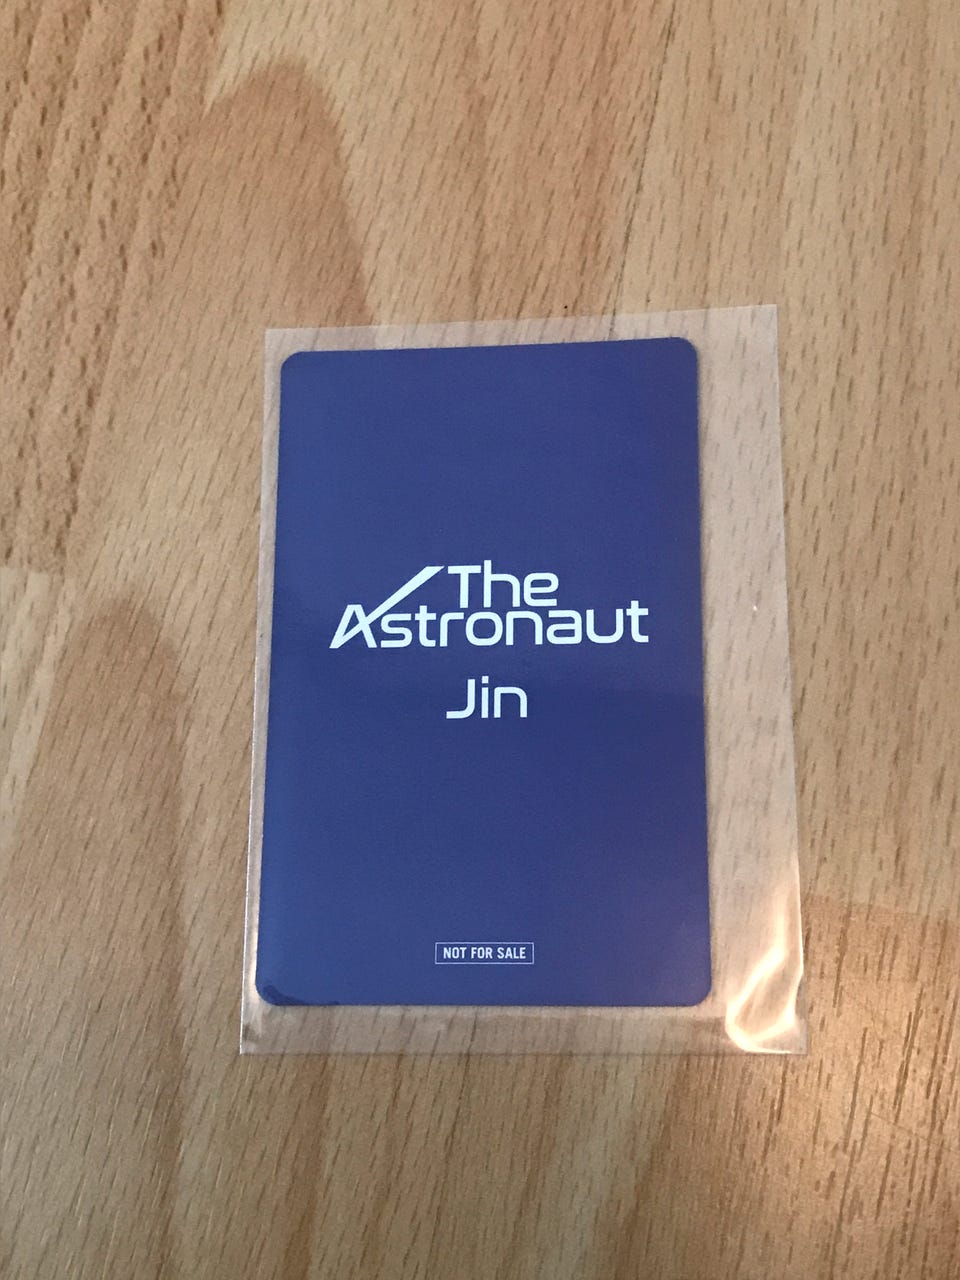 The
Astronaut
Jin
NOT FOR SALE